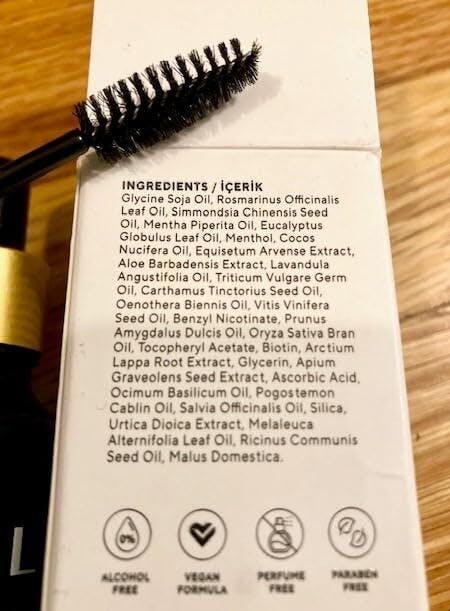 INGREDIENTS / İÇERİK
Glycine Soja Oil, Rosmarinus Officinalis
Leaf Oil, Simmondsia Chinensis Seed
Oil, Mentha Piperita Oil, Eucalyptus
Globulus Leaf Oil, Menthol, Cocos
Nucifera Oil, Equisetum Arvense Extract,
Aloe Barbadensis Extract, Lavandula
Angustifolia Oil, Triticum Vulgare Germ
Oil, Carthamus Tinctorius Seed Oil,
Oenothera Biennis Oil, Vitis Vinifera
Seed Oil, Benzyl Nicotinate, Prunus
Amygdalus Dulcis Oil, Oryza Sativa Bran
Oil, Tocopheryl Acetate, Biotin, Arctium
Lappa Root Extract, Glycerin, Apium
Graveolens Seed Extract, Ascorbic Acid,
Ocimum Basilicum Oil, Pogostemon
Cablin Oil, Salvia Officinalis Oil, Silica,
Urtica Dioica Extract, Melaleuca
Alternifolia Leaf Oil, Ricinus Communis
Seed Oil, Malus Domestica.
0%
ALCOHOL
FREE
VEGAN
FORMULA
PERFUME
FREE
PARABEN
FREE
L